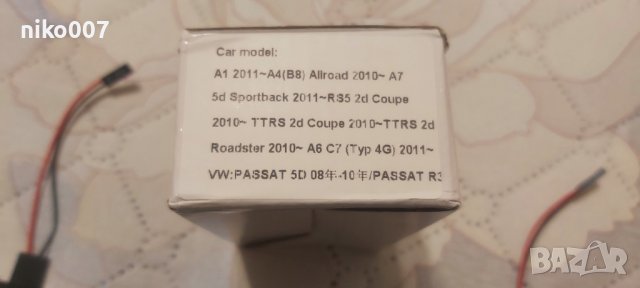 niko007
Car model:
A1 2011~A4(B8) Allroad 2010~ A7
5d Sportback 2011~RS5 2d Coupe
2010~ TTRS 2d Coupe 2010~TTRS 2d
Roadster 2010~ A6 C7 (Typ 4G) 2011~
VW:PASSAT 5D 08年-10年/PASSAT R3
BAZAR